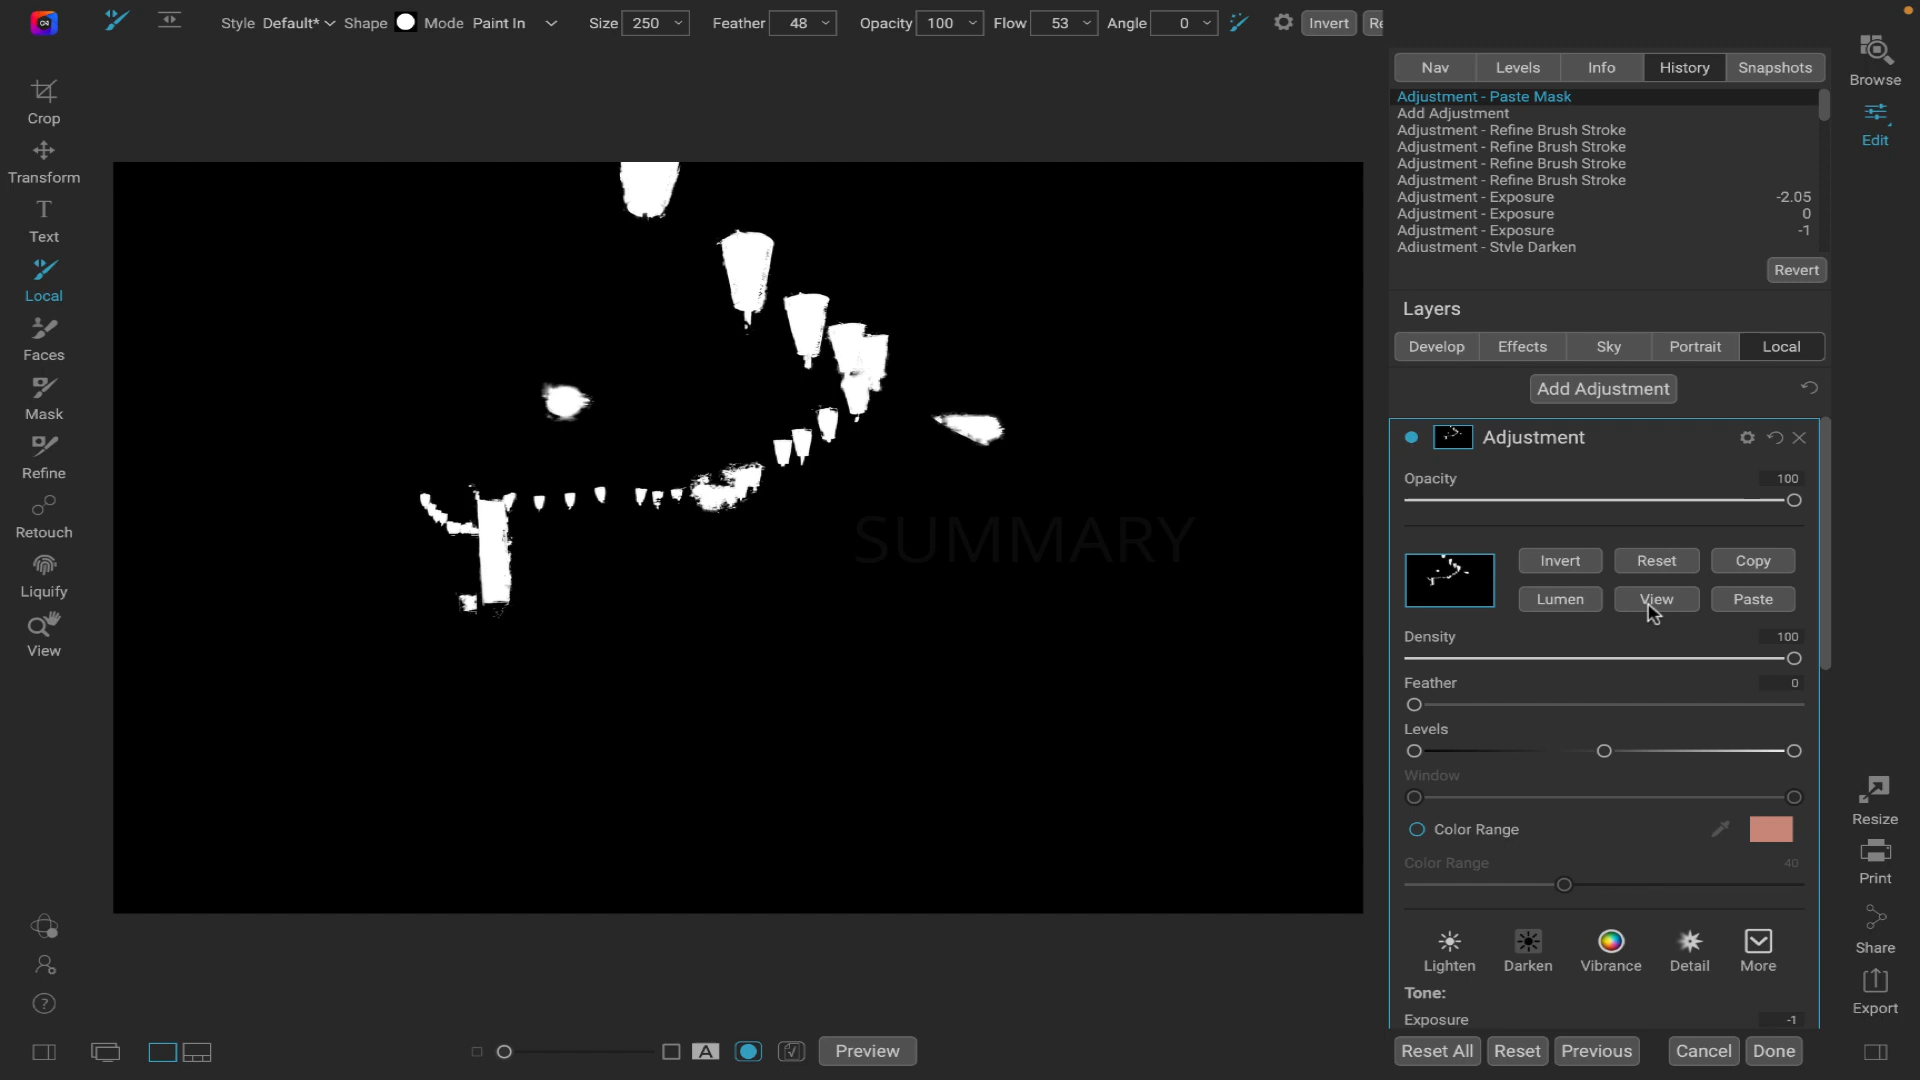 Style Default* Shape Mode Paint In Size 250 Feather 48 Opacity 100 Flow 53 Angle 0 Invert Re
Nav Levels Info History Snapshots
Browse
Adjustment - Paste Mask
Add Adjustment
Adjustment - Refine Brush Stroke
Adjustment - Refine Brush Stroke
Adjustment - Refine Brush Stroke
Adjustment - Refine Brush Stroke
Adjustment - Exposure -2.05
Adjustment - Exposure 0
Adjustment - Exposure -1
Adjustment - Style Darken
Edit
Revert
Crop
Transform
Text
Local
Faces
Mask
Refine
Retouch
Liquify
View
Layers
Develop Effects Sky Portrait Local
Add Adjustment
Adjustment
Opacity 100
SUMMARY
Invert Reset Copy
Lumen View Paste
Density 100
Feather 0
Levels
Window
Color Range
Color Range 40
Lighten Darken Vibrance Detail More
Tone:
Exposure -1
Resize
Print
Share
Export
A Preview
Reset All Reset Previous Cancel Done